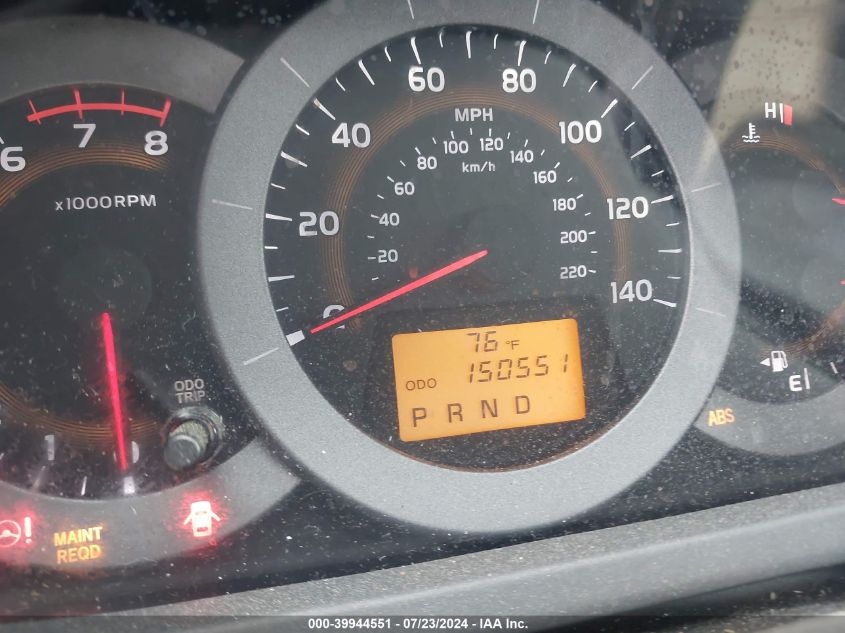 6 7 8
x1000RPM
1 0
ODO
TRIP
MAINT
REQD
!
0 20 40 60 80 100 120 140
MPH
20 40 60 80 100 120 140 160 180 200 220
km/h
76 °F
ODO 150551
P R N D
H
E
ABS
000-39944551 / 07/23/2024 - IAA Inc.